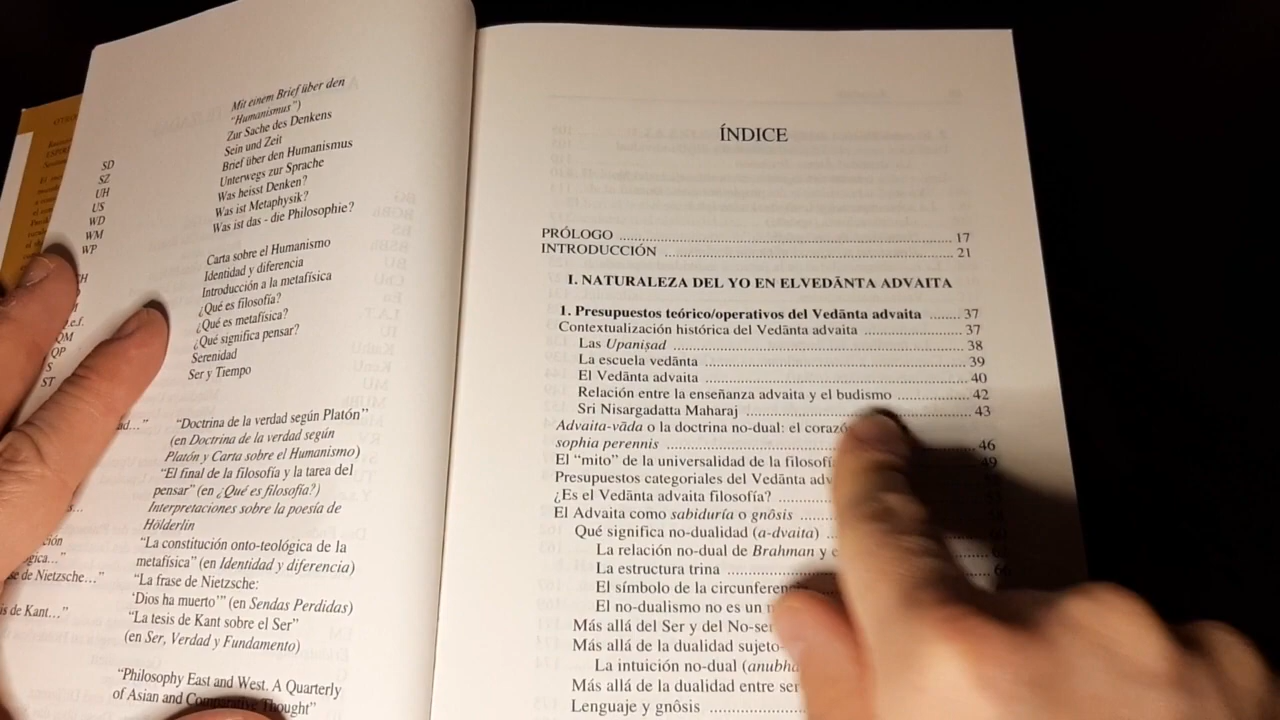 Mit einem Brief über den
“Humanismus”)
SD Zur Sache des Denkens
SZ Sein und Zeit
UH Brief über den Humanismus
US Unterwegs zur Sprache
WD Was heisst Denken?
WM Was ist Metaphysik?
WP Was ist das - die Philosophie?
Carta sobre el Humanismo
Identidad y diferencia
Introducción a la metafísica
¿Qué es filosofía?
QM ¿Qué es metafísica?
QP ¿Qué significa pensar?
S Serenidad
ST Ser y Tiempo
“Doctrina de la verdad según Platón”
(en Doctrina de la verdad según
Platón y Carta sobre el Humanismo)
“El final de la filosofía y la tarea del
pensar” (en ¿Qué es filosofía?)
Interpretaciones sobre la poesía de
Hölderlin
“La constitución onto-teológica de la
metafísica” (en Identidad y diferencia)
de Nietzsche...” “La frase de Nietzsche:
‘Dios ha muerto’” (en Sendas Perdidas)
de Kant...” “La tesis de Kant sobre el Ser”
(en Ser, Verdad y Fundamento)
“Philosophy East and West. A Quarterly
of Asian and Comparative Thought”
ÍNDICE
PRÓLOGO 17
INTRODUCCIÓN 21
I. NATURALEZA DEL YO EN ELVEDĀNTA ADVAITA
1. Presupuestos teórico/operativos del Vedānta advaita 37
Contextualización histórica del Vedānta advaita 37
Las Upaniṣad 38
La escuela vedānta 39
El Vedānta advaita 40
Relación entre la enseñanza advaita y el budismo 42
Sri Nisargadatta Maharaj 43
Advaita-vāda o la doctrina no-dual: el
sophia perennis 46
El “mito” de la universalidad de la 49
Presupuestos categoriales del Vedānta
¿Es el Vedānta advaita filosofía?
El Advaita como sabiduría o gnôsis
Qué significa no-dualidad (a-dvaita)
La relación no-dual de Brahman y
La estructura trina
El símbolo de la
El no-dualismo no es un
Más allá del Ser y del
Más allá de la dualidad
La intuición no-dual
Más allá de la dualidad entre
Lenguaje y gnôsis